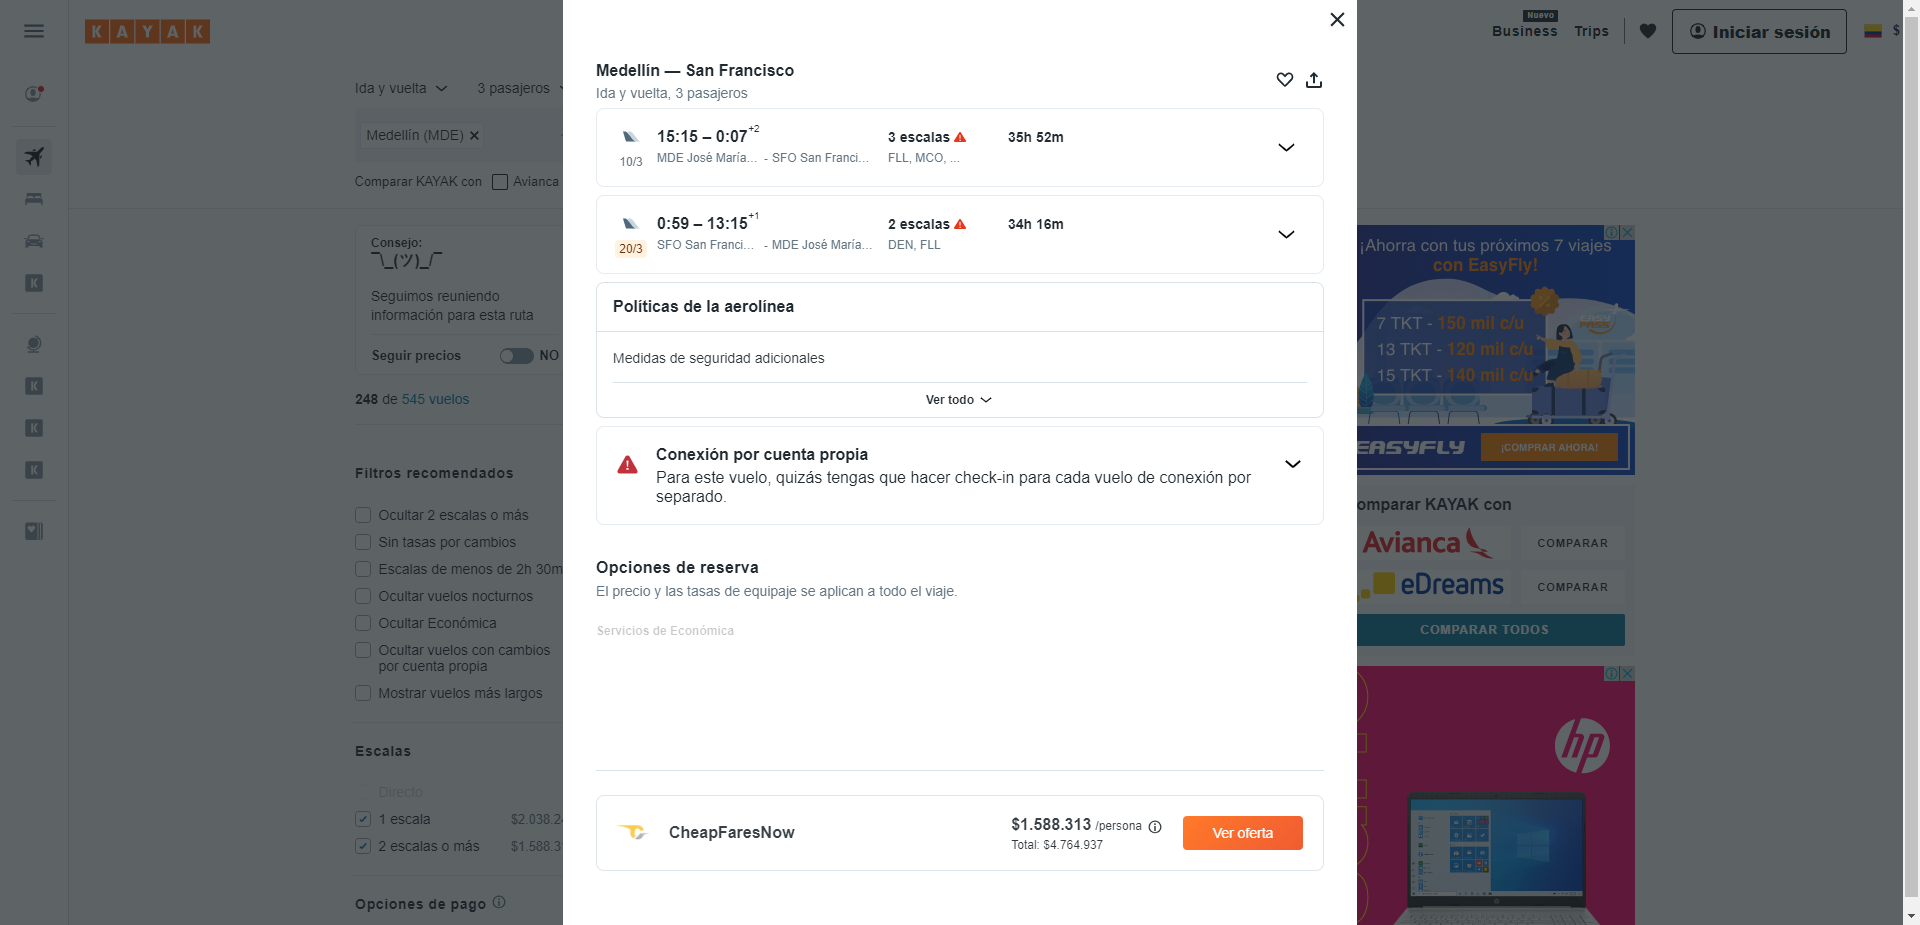 KAYAK
Ida y vuelta
3 pasajeros
Medellín (MDE)
Comparar KAYAK con
Avianca
Nuevo
Business
Trips
Iniciar sesión
$
Consejo:
¯\_(ツ)_/¯
Seguimos reuniendo
información para esta ruta
Seguir precios
NO
248 de 545 vuelos
Filtros recomendados
Ocultar 2 escalas o más
Sin tasas por cambios
Escalas de menos de 2h 30m
Ocultar vuelos nocturnos
Ocultar Económica
Ocultar vuelos con cambios
por cuenta propia
Mostrar vuelos más largos
Escalas
Directo
1 escala
$2.038.2
2 escalas o más
$1.588.3
Opciones de pago
Medellín — San Francisco
Ida y vuelta, 3 pasajeros
15:15 – 0:07+2
3 escalas
35h 52m
10/3
MDE José María... - SFO San Franci...
FLL, MCO, ...
0:59 – 13:15+1
2 escalas
34h 16m
20/3
SFO San Franci... - MDE José María...
DEN, FLL
Políticas de la aerolínea
Medidas de seguridad adicionales
Ver todo
Conexión por cuenta propia
Para este vuelo, quizás tengas que hacer check-in para cada vuelo de conexión por
separado.
Opciones de reserva
El precio y las tasas de equipaje se aplican a todo el viaje.
Servicios de Económica
CheapFaresNow
$1.588.313 /persona
Total: $4.764.937
Ver oferta
¡Ahorra con tus próximos 7 viajes
con EasyFly!
7 TKT - 150 mil c/u
13 TKT - 120 mil c/u
15 TKT - 140 mil c/u
EASY
PASS
EASYFLY
¡COMPRAR AHORA!
omparar KAYAK con
Avianca
COMPARAR
eDreams
COMPARAR
COMPARAR TODOS
hp